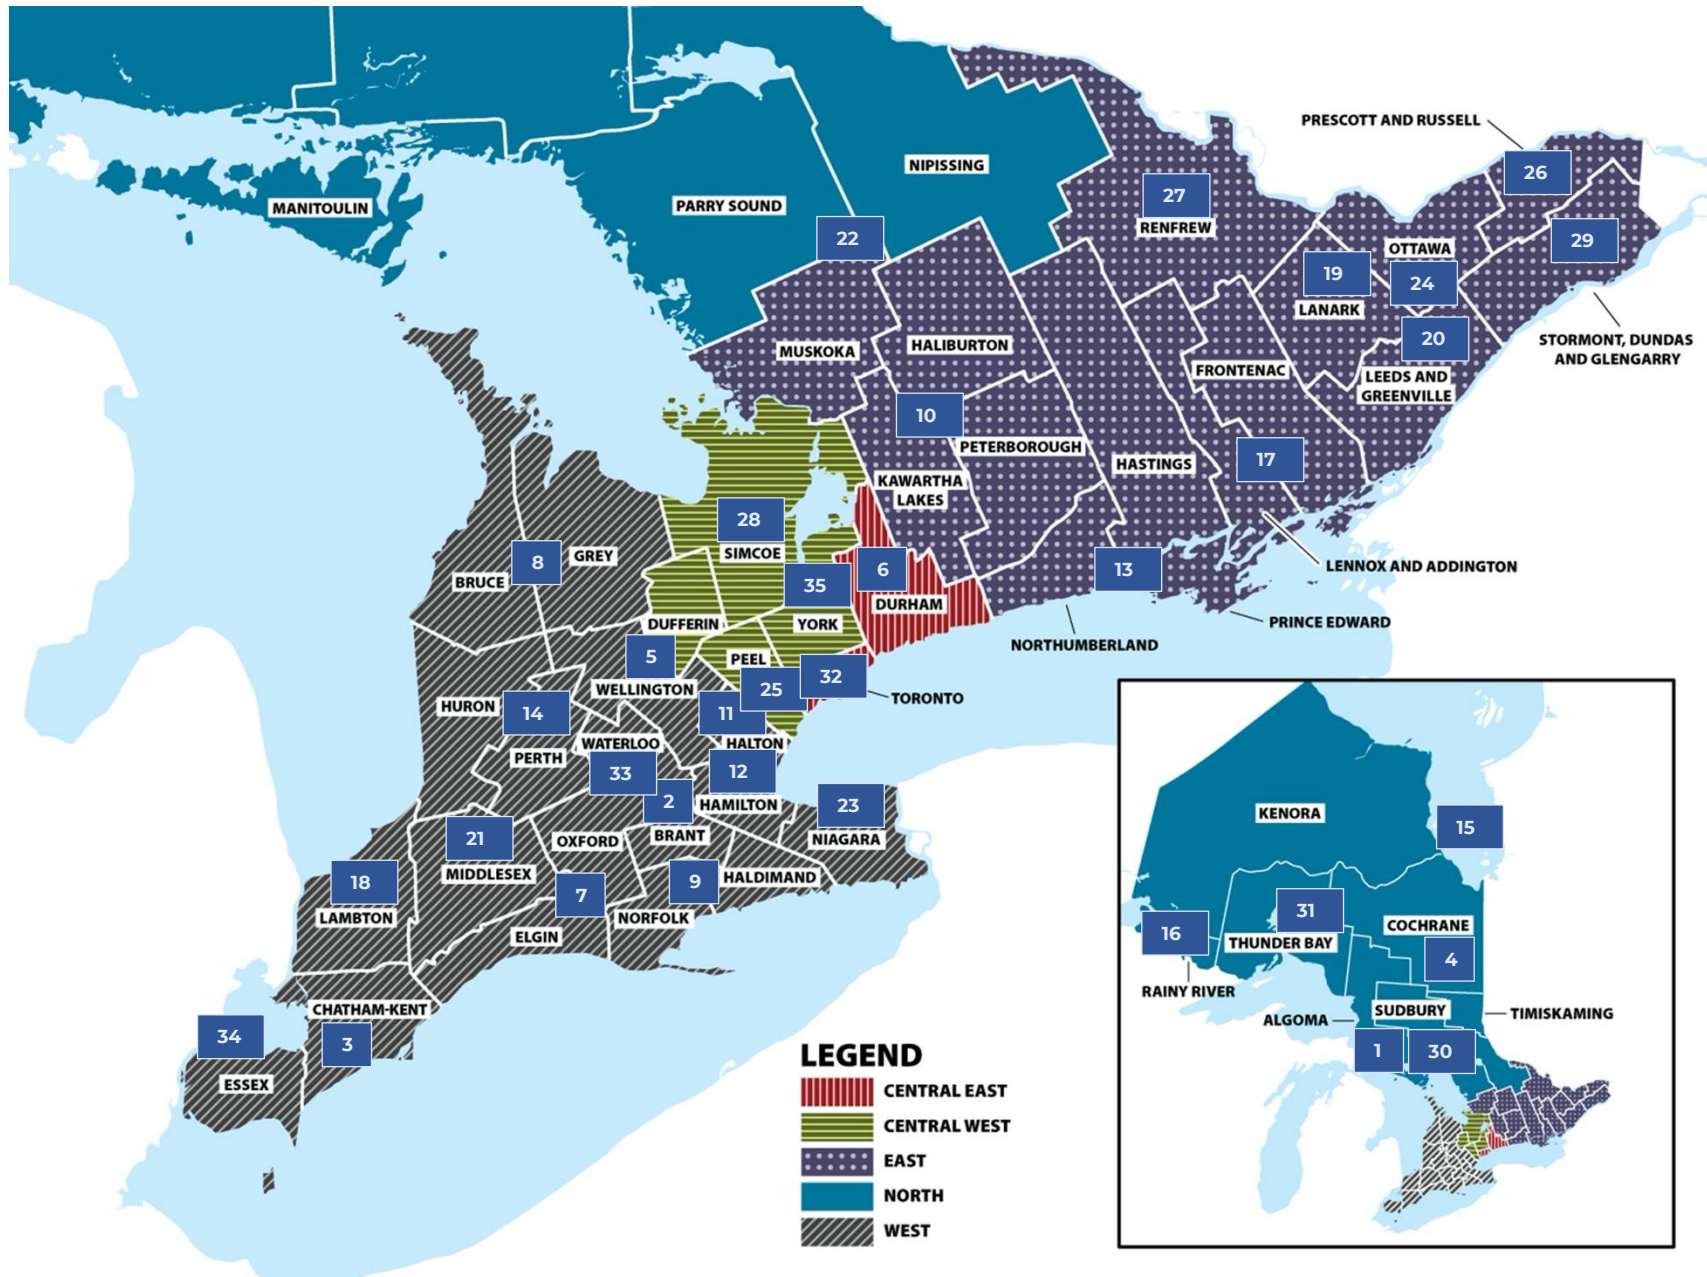 PRESCOTT AND RUSSELL
26
NIPISSING
27
RENFREW
MANITOULIN
PARRY SOUND
22
OTTAWA
29
19
24
LANARK
20
STORMONT, DUNDAS
AND GLENGARRY
MUSKOKA
HALIBURTON
FRONTENAC
LEEDS AND
GREENVILLE
10
PETERBOROUGH
17
HASTINGS
KAWARTHA
LAKES
28
SIMCOE
8
GREY
BRUCE
35
6
13
LENNOX AND ADDINGTON
DURHAM
DUFFERIN
YORK
PRINCE EDWARD
NORTHUMBERLAND
5
PEEL
32
WELLINGTON
25
TORONTO
HURON
14
11
WATERLOO
HALTON
PERTH
33
12
2
HAMILTON
23
21
OXFORD
BRANT
NIAGARA
MIDDLESEX
18
7
9
HALDIMAND
LAMBTON
NORFOLK
ELGIN
CHATHAM-KENT
34
3
ESSEX
LEGEND
CENTRAL EAST
CENTRAL WEST
EAST
NORTH
WEST
KENORA
15
31
COCHRANE
16
THUNDER BAY
4
RAINY RIVER
ALGOMA
SUDBURY
TIMISKAMING
1
30